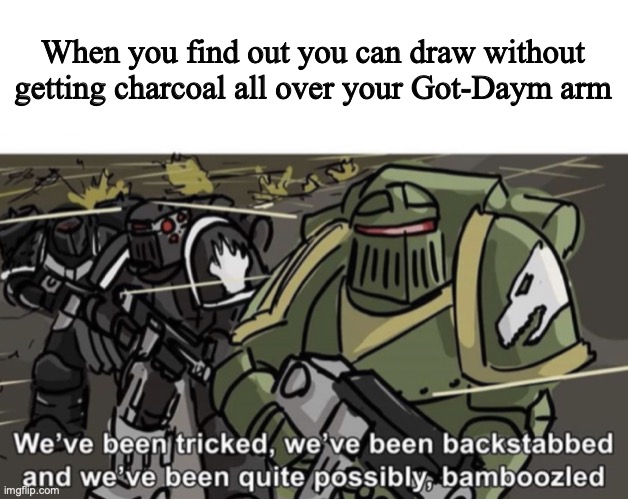 When you find out you can draw without
getting charcoal all over your Got-Daym arm
We've been tricked, we've been backstabbed
and we've been quite possibly, bamboozled
imgflip.com